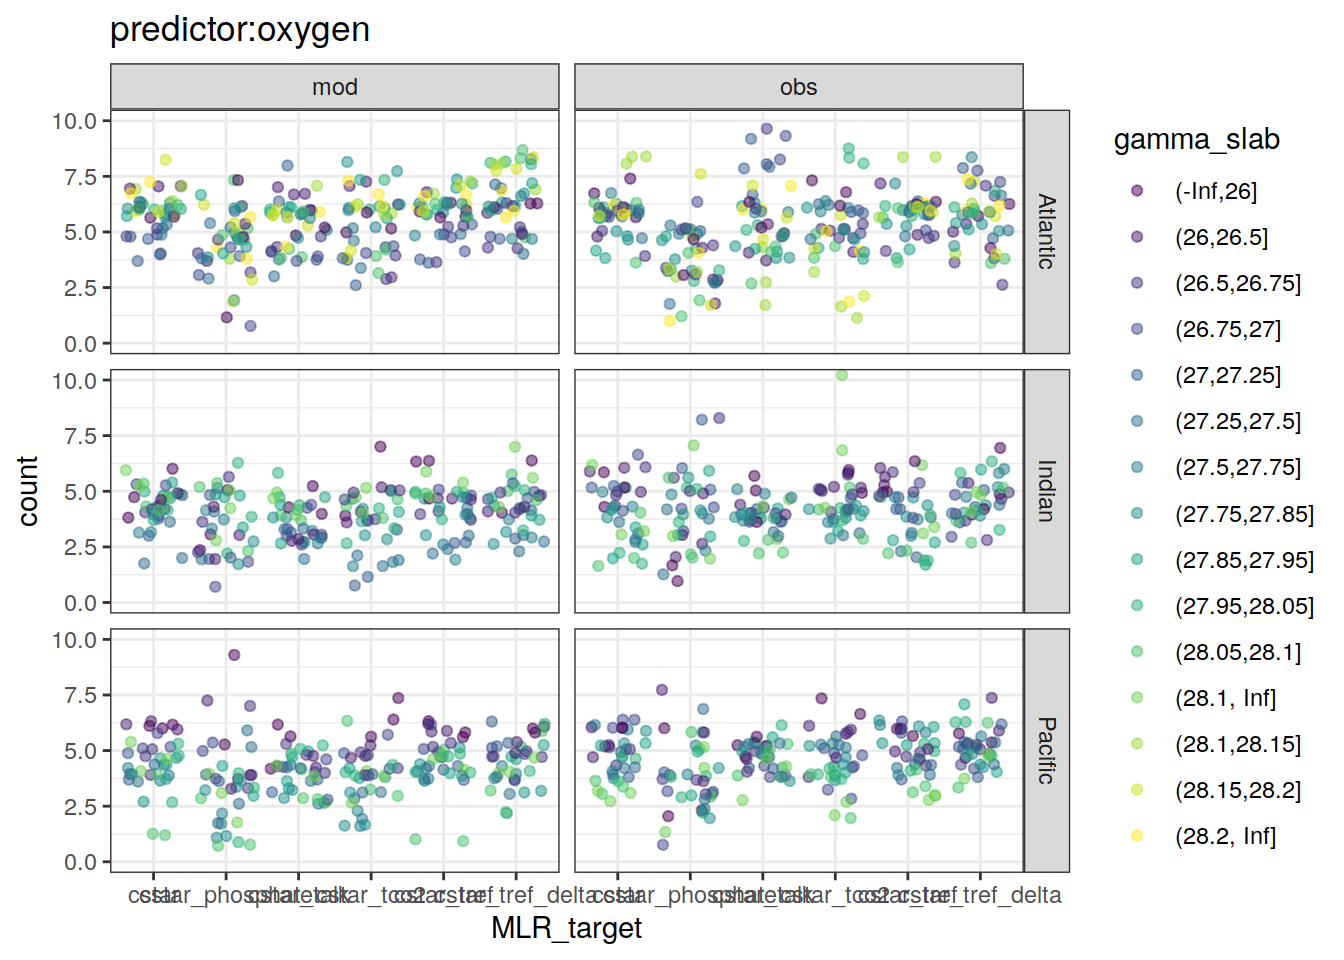 predictor:oxygen
mod
obs
count
10.0
7.5
5.0
2.5
0.0
Atlantic
10.0
7.5
5.0
2.5
0.0
Indian
10.0
7.5
5.0
2.5
0.0
Pacific
cstar cstar_tref_delta cstar cstar_tref_delta
MLR_target
gamma_slab
(-Inf,26]
(26,26.5]
(26.5,26.75]
(26.75,27]
(27,27.25]
(27.25,27.5]
(27.5,27.75]
(27.75,27.85]
(27.85,27.95]
(27.95,28.05]
(28.05,28.1]
(28.1, Inf]
(28.1,28.15]
(28.15,28.2]
(28.2, Inf]